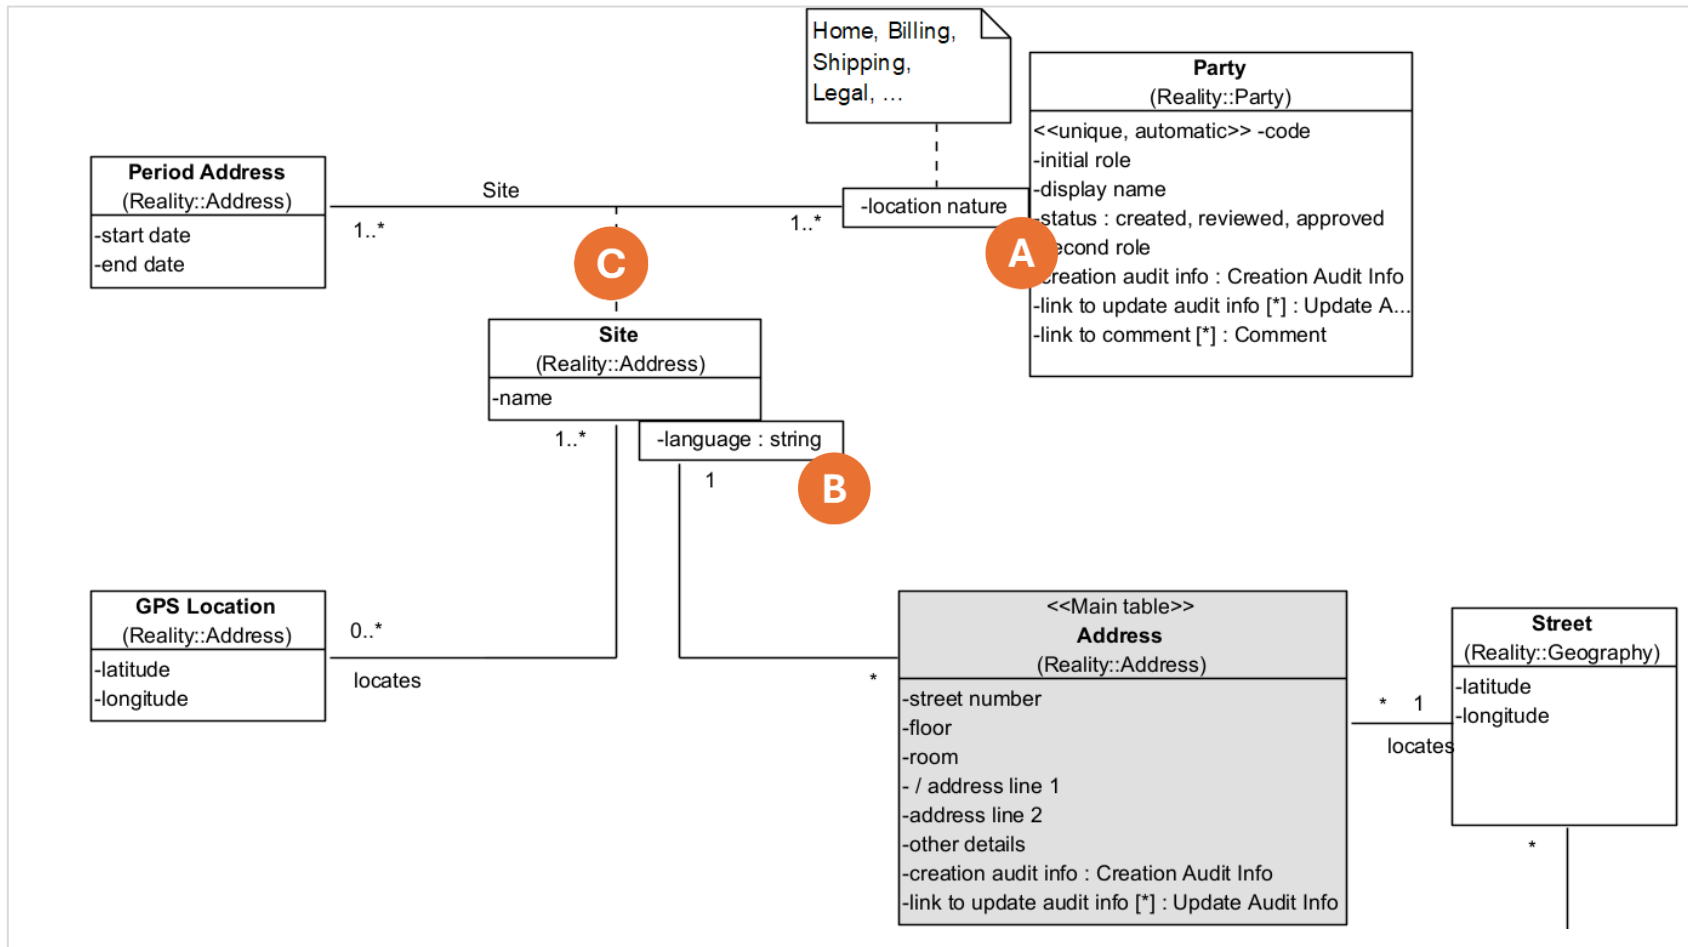 Home, Billing,
Shipping,
Legal, ...
Party
(Reality::Party)
<<unique, automatic>> -code
-initial role
-display name
-status : created, reviewed, approved
econd role
creation audit info : Creation Audit Info
-link to update audit info [*] : Update A...
-link to comment [*] : Comment
Period Address
(Reality::Address)
-start date
-end date
Site
1..*
1..*
-location nature
A
C
Site
(Reality::Address)
-name
1..*
-language : string
1
B
GPS Location
(Reality::Address)
-latitude
-longitude
0..*
locates
*
<<Main table>>
Address
(Reality::Address)
-street number
-floor
-room
- / address line 1
-address line 2
-other details
-creation audit info : Creation Audit Info
-link to update audit info [*] : Update Audit Info
* 1
locates
Street
(Reality::Geography)
-latitude
-longitude
*